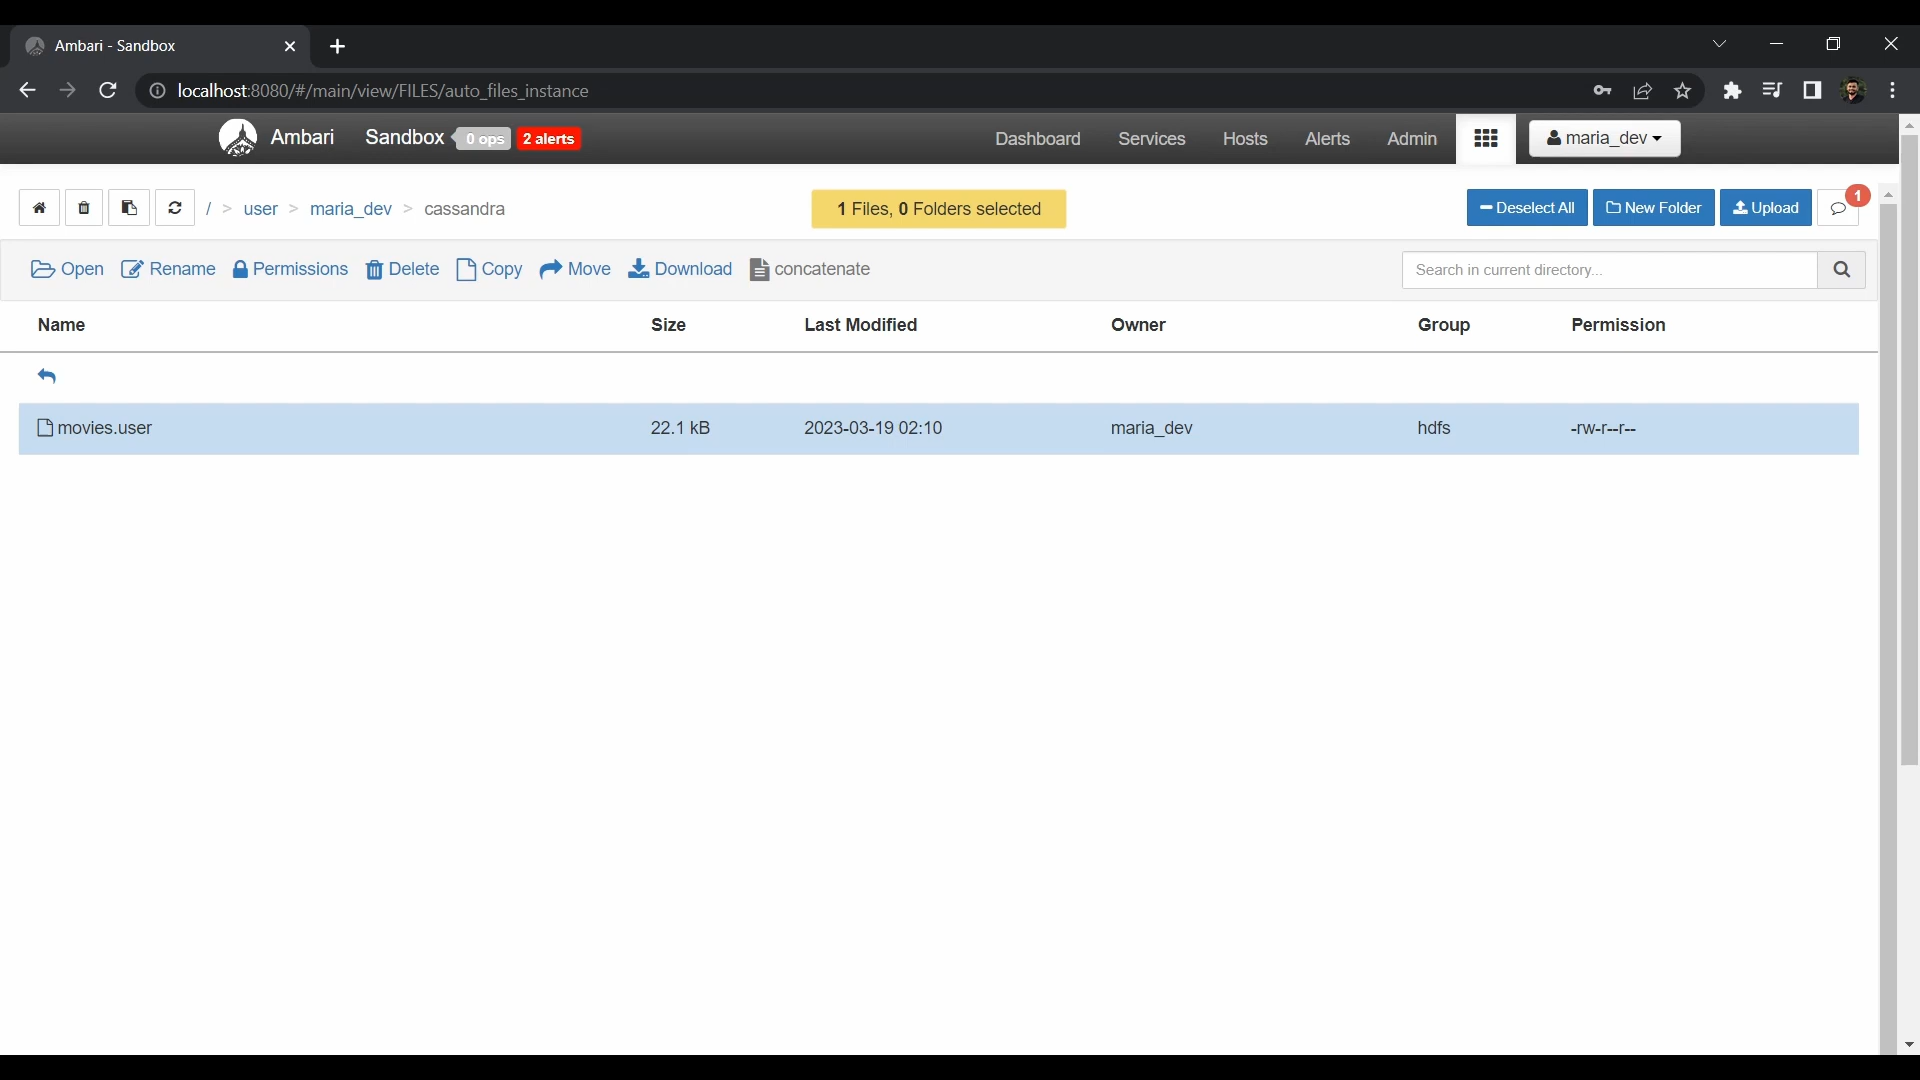 Ambari - Sandbox
localhost:8080/#/main/view/FILES/auto_files_instance
Ambari Sandbox 0 ops 2 alerts Dashboard Services Hosts Alerts Admin maria_dev
/ > user > maria_dev > cassandra 1 Files, 0 Folders selected Deselect All New Folder Upload 1
Open Rename Permissions Delete Copy Move Download concatenate Search in current directory...
Name Size Last Modified Owner Group Permission
movies.user 22.1 kB 2023-03-19 02:10 maria_dev hdfs -rw-r--r--